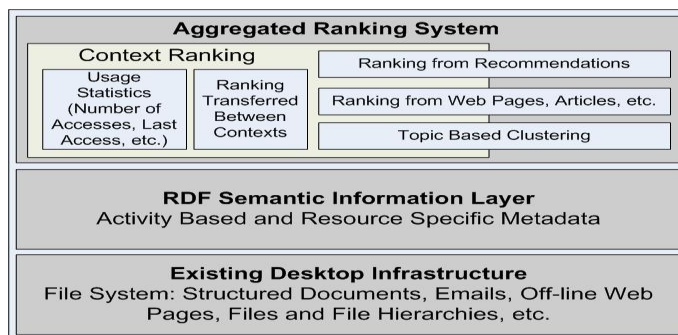 Aggregated Ranking System
Context Ranking
Usage
Statistics
(Number of
Accesses, Last
Access, etc.)
Ranking
Transferred
Between
Contexts
Ranking from Recommendations
Ranking from Web Pages, Articles, etc.
Topic Based Clustering
RDF Semantic Information Layer
Activity Based and Resource Specific Metadata
Existing Desktop Infrastructure
File System: Structured Documents, Emails, Off-line Web
Pages, Files and File Hierarchies, etc.